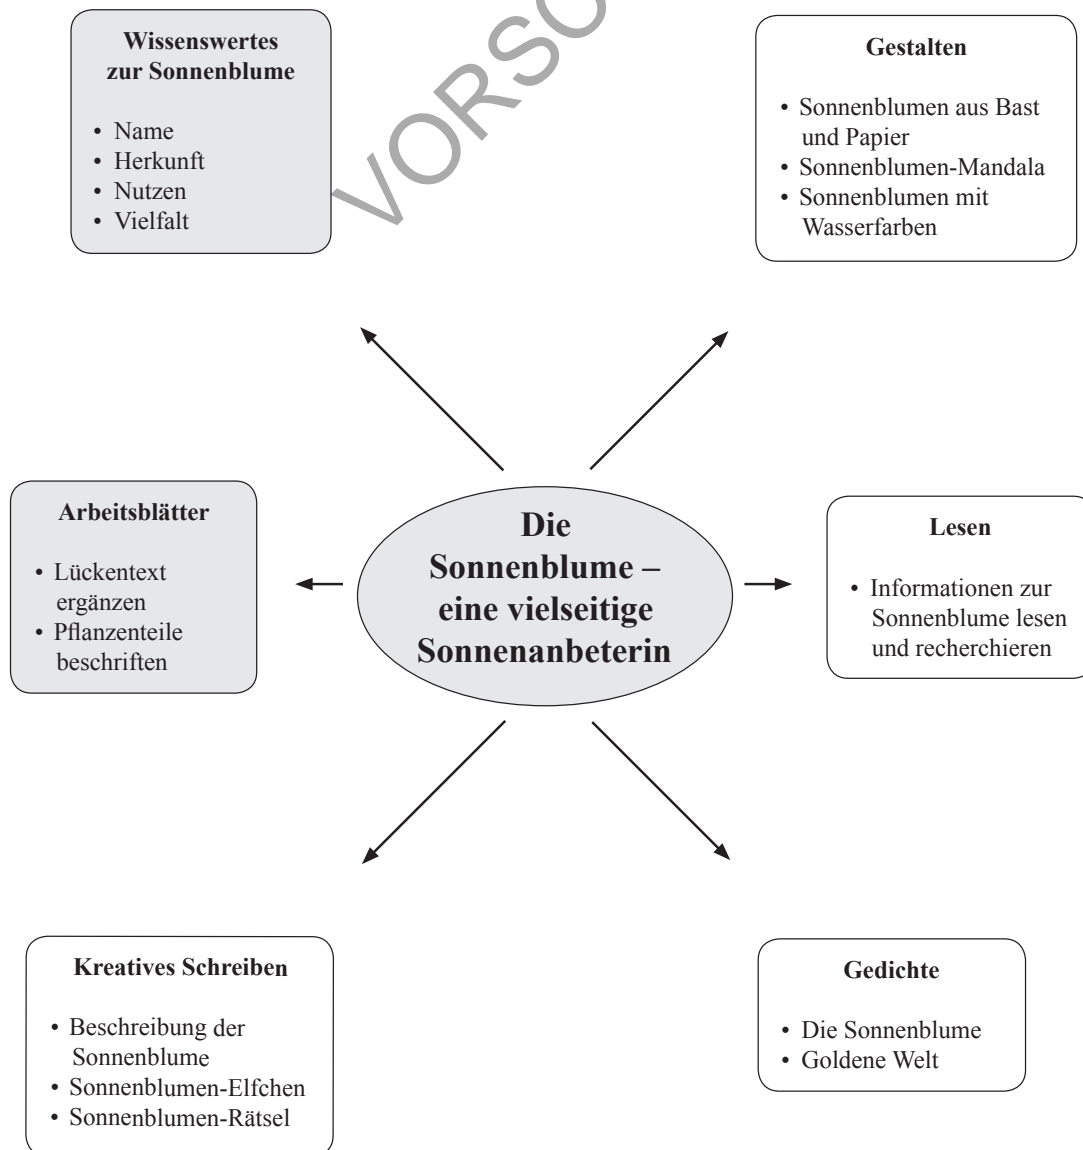 VORSC
Wissenswertes
zur Sonnenblume
• Name
• Herkunft
• Nutzen
• Vielfalt
Gestalten
• Sonnenblumen aus Bast
und Papier
• Sonnenblumen-Mandala
• Sonnenblumen mit
Wasserfarben
Arbeitsblätter
• Lückentext
ergänzen
• Pflanzenteile
beschriften
Die
Sonnenblume –
eine vielseitige
Sonnenanbeterin
Lesen
• Informationen zur
Sonnenblume lesen
und recherchieren
Kreatives Schreiben
• Beschreibung der
Sonnenblume
• Sonnenblumen-Elfchen
• Sonnenblumen-Rätsel
Gedichte
• Die Sonnenblume
• Goldene Welt